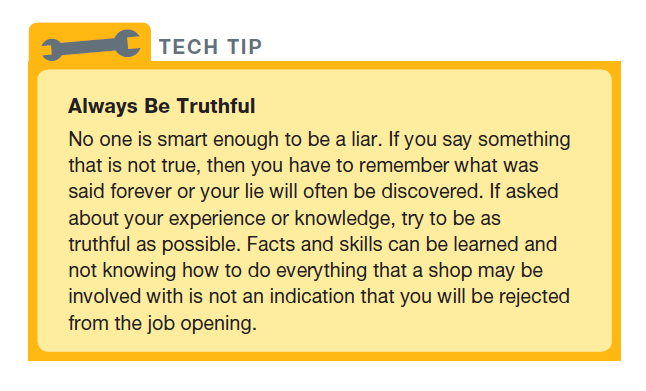 TECH TIP
Always Be Truthful
No one is smart enough to be a liar. If you say something
that is not true, then you have to remember what was
said forever or your lie will often be discovered. If asked
about your experience or knowledge, try to be as
truthful as possible. Facts and skills can be learned and
not knowing how to do everything that a shop may be
involved with is not an indication that you will be rejected
from the job opening.